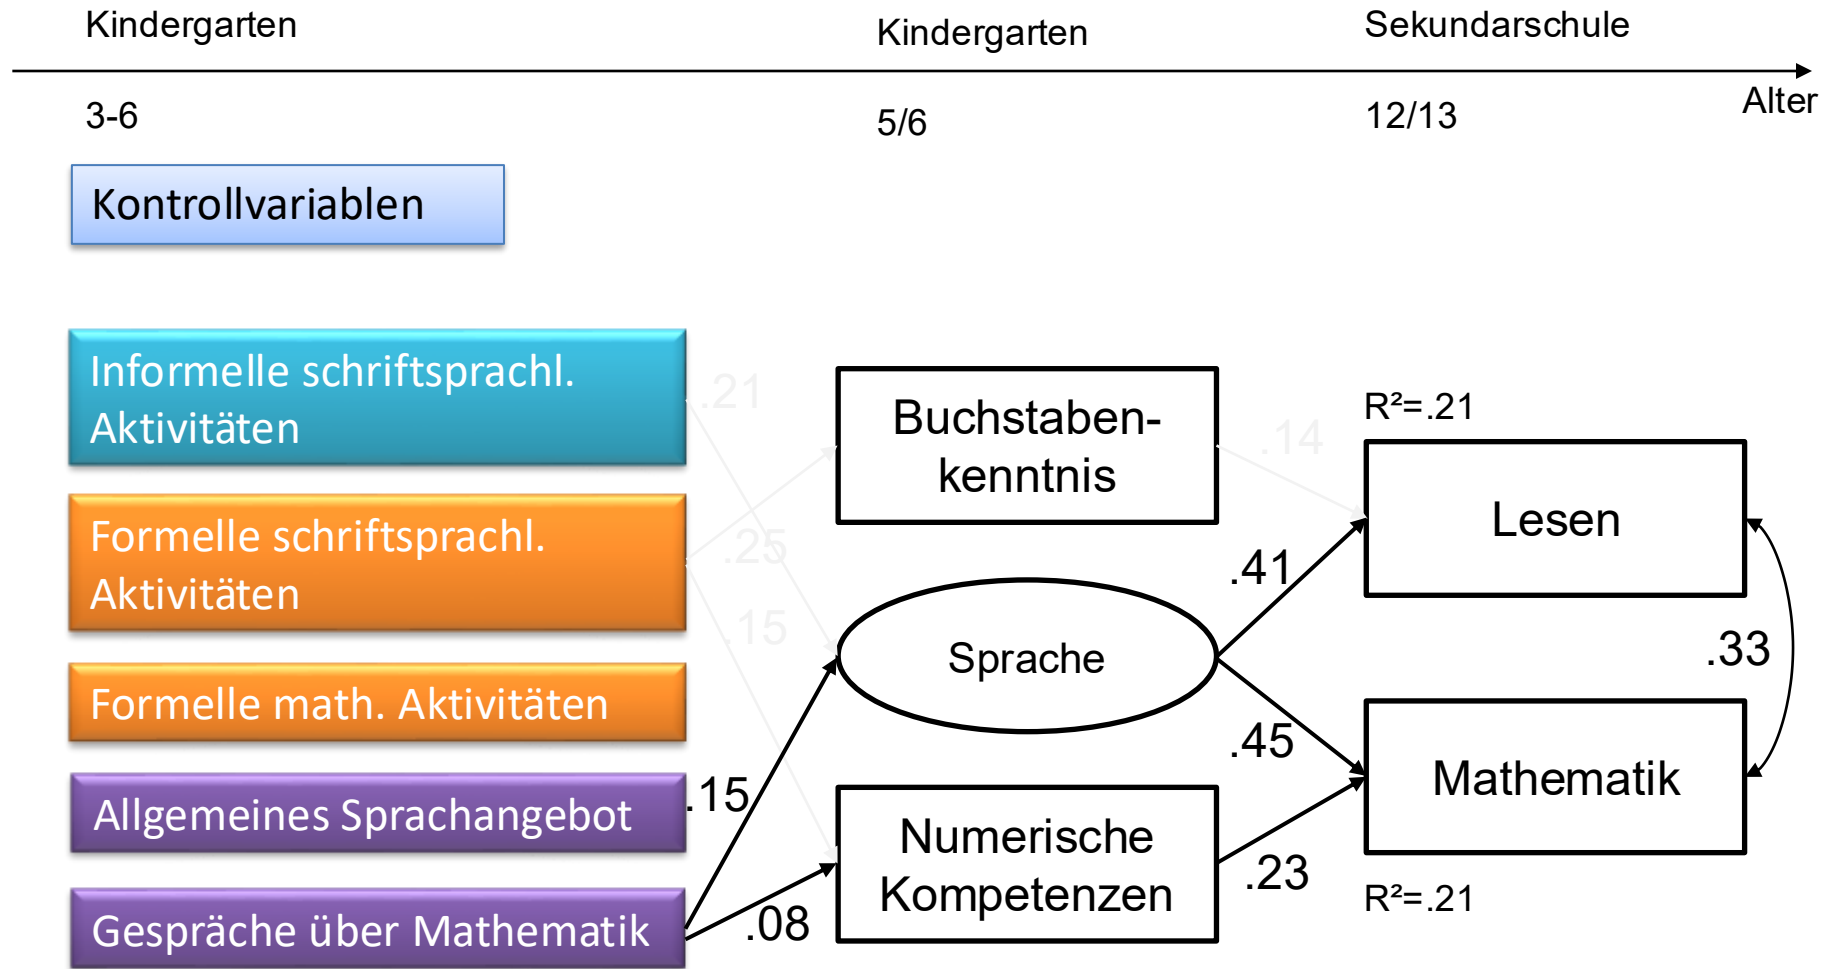 Kindergarten
Kindergarten
Sekundarschule
3-6
5/6
12/13
Alter
Kontrollvariablen
Informelle schriftsprachl.
Aktivitäten
Formelle schriftsprachl.
Aktivitäten
Formelle math. Aktivitäten
Allgemeines Sprachangebot
Gespräche über Mathematik
.21
.25
.15
.15
.08
Buchstaben-
kenntnis
Sprache
Numerische
Kompetenzen
.14
.41
.45
.23
R²=.21
Lesen
.33
Mathematik
R²=.21